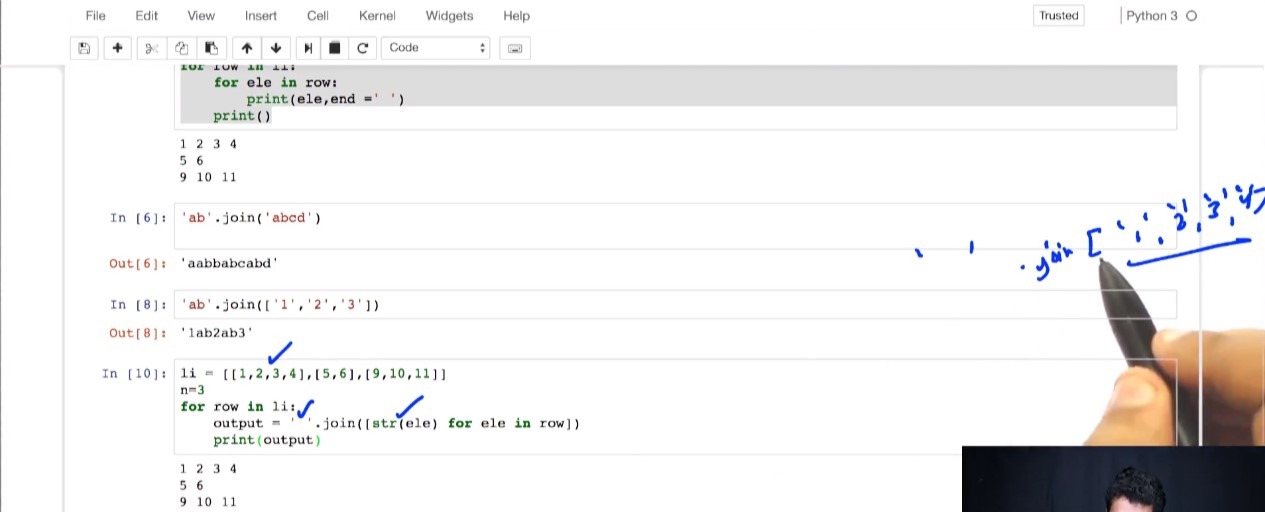 File Edit View Insert Cell Kernel Widgets Help Trusted Python 3
Code
for row in li:
for ele in row:
print(ele,end =' ')
print()
1 2 3 4
5 6
9 10 11
In [6]: 'ab'.join('abcd')
Out[6]: 'aabbabcabd'
' ' .join ['1','2','3','4'
In [8]: 'ab'.join(['1','2','3'])
Out[8]: '1ab2ab3'
In [10]: li = [[1,2,3,4],[5,6],[9,10,11]]
n=3
for row in li:
output = ' '.join([str(ele) for ele in row])
print(output)
1 2 3 4
5 6
9 10 11